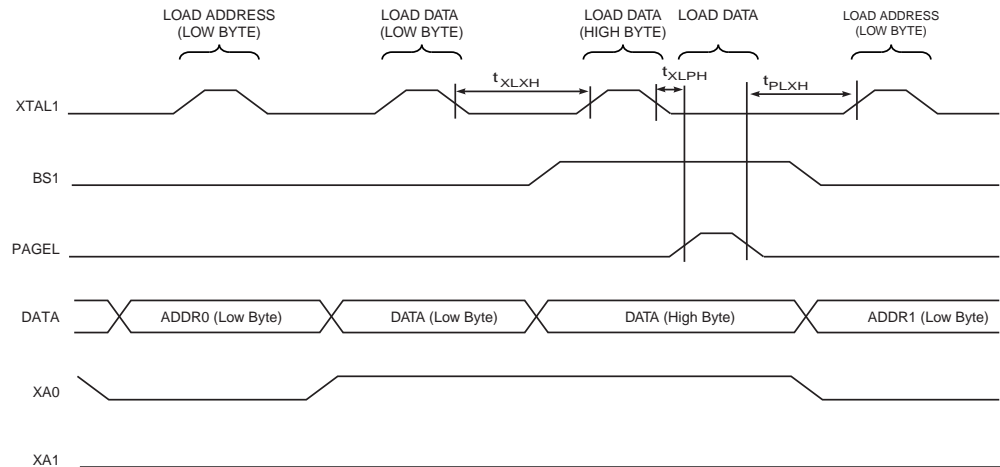 LOAD ADDRESS
(LOW BYTE)
LOAD DATA
(LOW BYTE)
LOAD DATA
(HIGH BYTE)
LOAD DATA
LOAD ADDRESS
(LOW BYTE)
tXLXH
tXLPH
tPLXH
XTAL1
BS1
PAGEL
DATA
ADDR0 (Low Byte)
DATA (Low Byte)
DATA (High Byte)
ADDR1 (Low Byte)
XA0
XA1